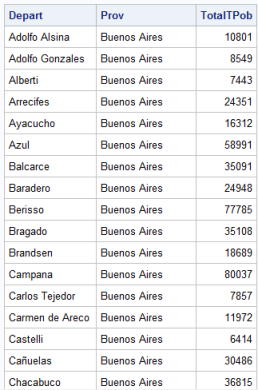 Depart Prov TotalTPob
Adolfo Alsina Buenos Aires 10801
Adolfo Gonzales Buenos Aires 8549
Alberti Buenos Aires 7443
Arrecifes Buenos Aires 24351
Ayacucho Buenos Aires 16312
Azul Buenos Aires 58991
Balcarce Buenos Aires 35091
Baradero Buenos Aires 24948
Berisso Buenos Aires 77785
Bragado Buenos Aires 35108
Brandsen Buenos Aires 18689
Campana Buenos Aires 80037
Carlos Tejedor Buenos Aires 7857
Carmen de Areco Buenos Aires 11972
Castelli Buenos Aires 6414
Cañuelas Buenos Aires 30486
Chacabuco Buenos Aires 36815